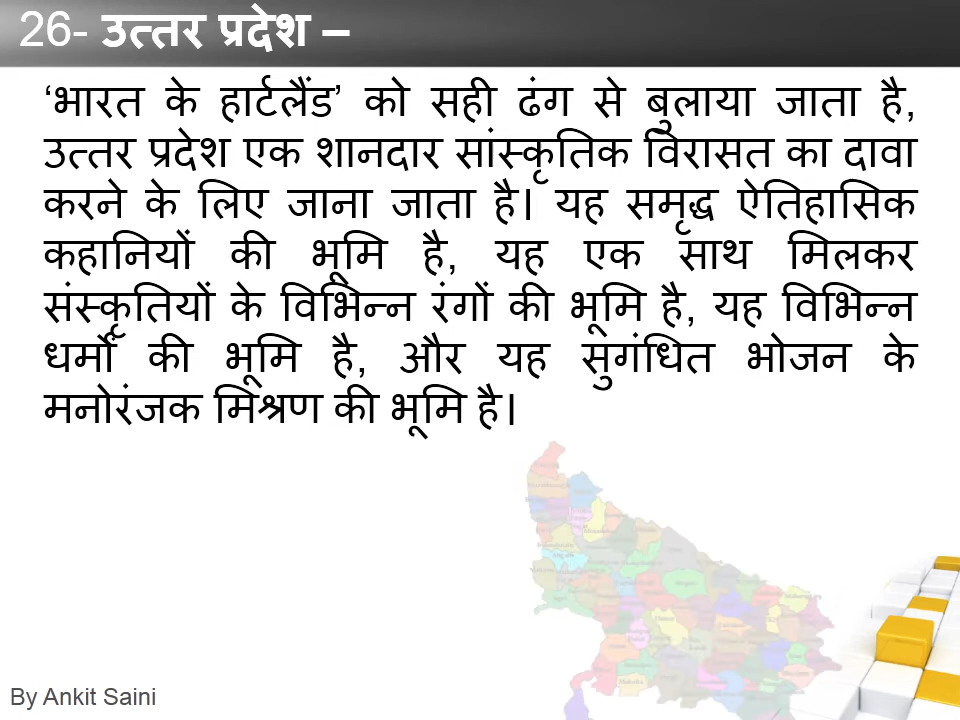 26- उत्तर प्रदेश –
‘भारत के हार्टलैंड’ को सही ढंग से बुलाया जाता है,
उत्तर प्रदेश एक शानदार सांस्कृतिक विरासत का दावा
करने के लिए जाना जाता है। यह समृद्ध ऐतिहासिक
कहानियों की भूमि है, यह एक साथ मिलकर
संस्कृतियों के विभिन्न रंगों की भूमि है, यह विभिन्न
धर्मों की भूमि है, और यह सुगंधित भोजन के
मनोरंजक मिश्रण की भूमि है।
By Ankit Saini